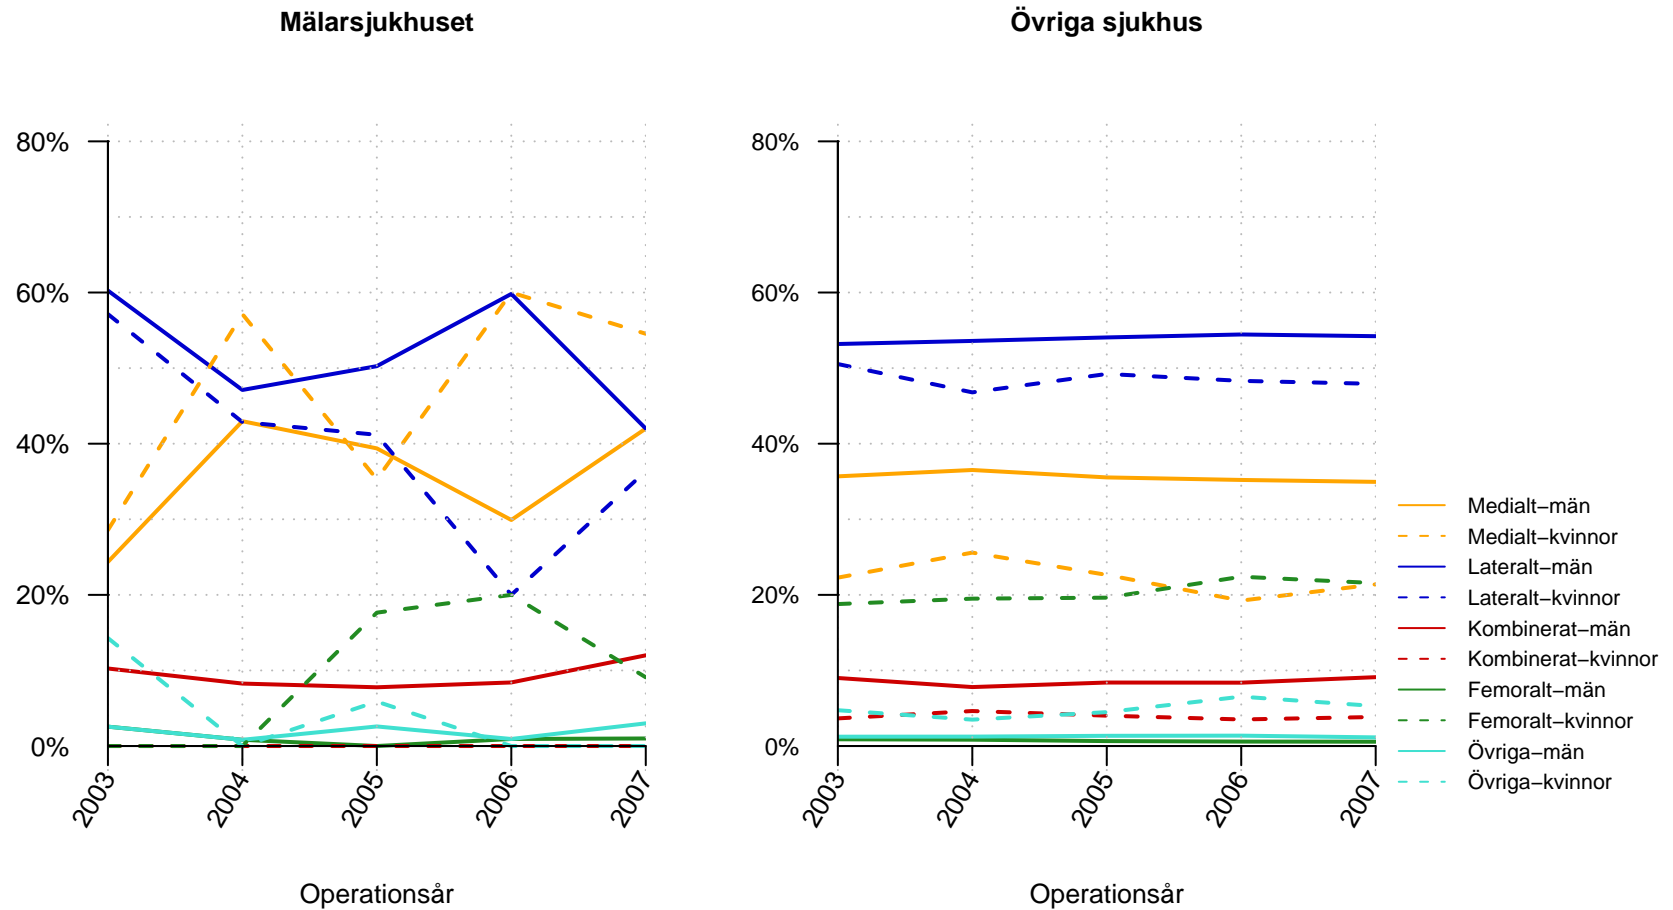 Mälarsjukhuset
80%
60%
40%
20%
0%
2003
2004
2005
2006
2007
Operationsår
Övriga sjukhus
80%
60%
40%
20%
0%
2003
2004
2005
2006
2007
Operationsår
Medialt−män
Medialt−kvinnor
Lateralt−män
Lateralt−kvinnor
Kombinerat−män
Kombinerat−kvinnor
Femoralt−män
Femoralt−kvinnor
Övriga−män
Övriga−kvinnor